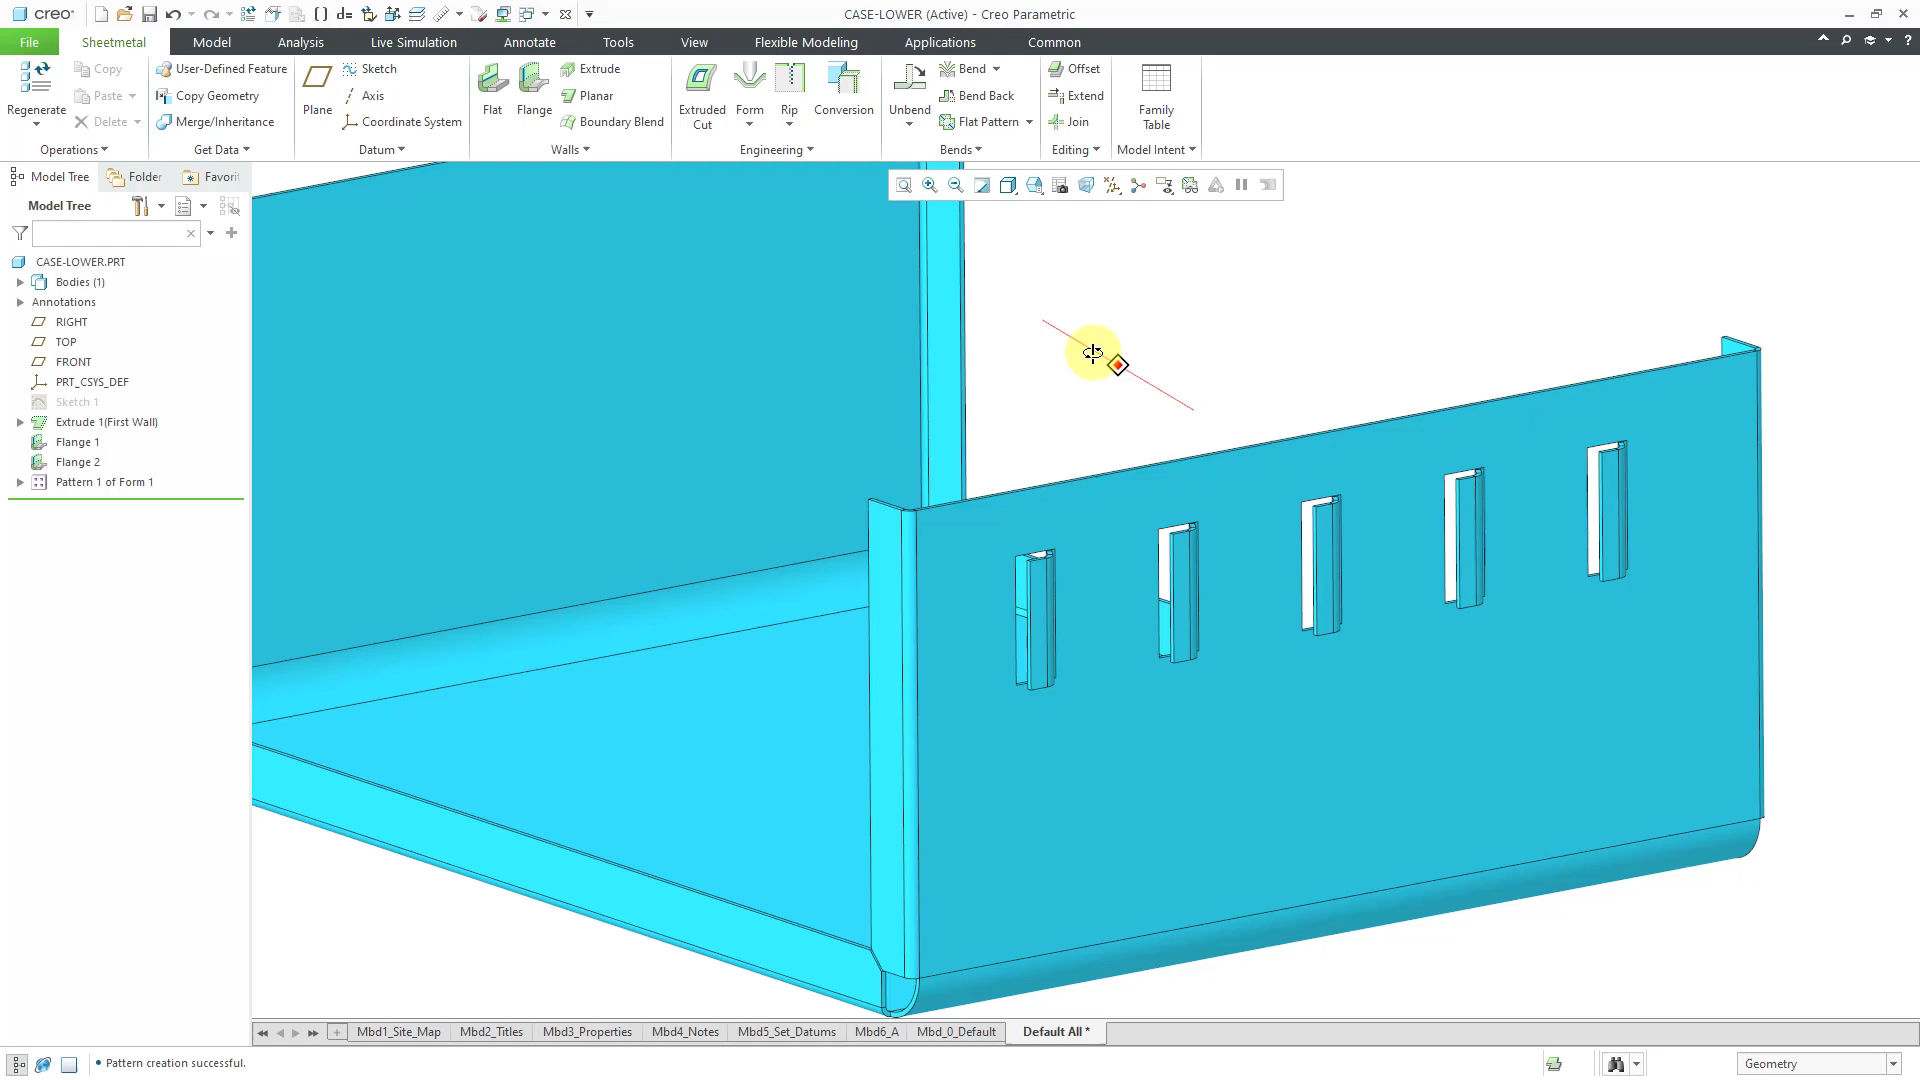 creo
CASE-LOWER (Active) - Creo Parametric
File
Sheetmetal
Model
Analysis
Live Simulation
Annotate
Tools
View
Flexible Modeling
Applications
Common
Regenerate
Copy
Paste
Delete
User-Defined Feature
Copy Geometry
Merge/Inheritance
Plane
Sketch
Axis
Coordinate System
Flat
Flange
Extrude
Planar
Boundary Blend
Extruded Cut
Form
Rip
Conversion
Unbend
Bend
Bend Back
Flat Pattern
Offset
Extend
Join
Family Table
Operations
Get Data
Datum
Walls
Engineering
Bends
Editing
Model Intent
Model Tree
Folder
Favori
Model Tree
CASE-LOWER.PRT
Bodies (1)
Annotations
RIGHT
TOP
FRONT
PRT_CSYS_DEF
Sketch 1
Extrude 1(First Wall)
Flange 1
Flange 2
Pattern 1 of Form 1
Mbd1_Site_Map
Mbd2_Titles
Mbd3_Properties
Mbd4_Notes
Mbd5_Set_Datums
Mbd6_A
Mbd_0_Default
Default All *
• Pattern creation successful.
Geometry